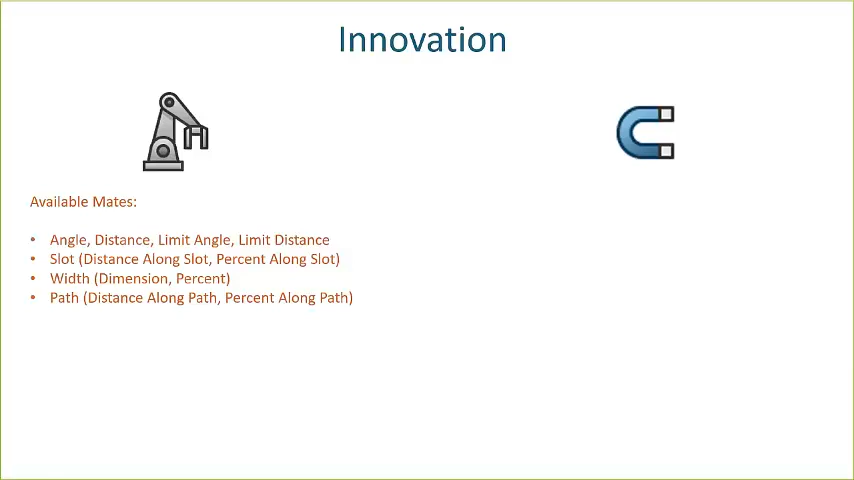 Innovation
Available Mates:
• Angle, Distance, Limit Angle, Limit Distance
• Slot (Distance Along Slot, Percent Along Slot)
• Width (Dimension, Percent)
• Path (Distance Along Path, Percent Along Path)